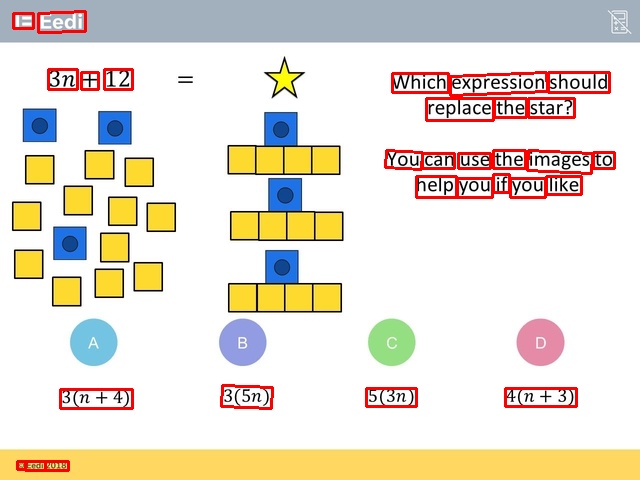 Eedi
3n + 12 =
Which expression should
replace the star?
You can use the images to
help you if you like
A B C D
3(n + 4) 3(5n) 5(3n) 4(n + 3)
© Eedi 2018